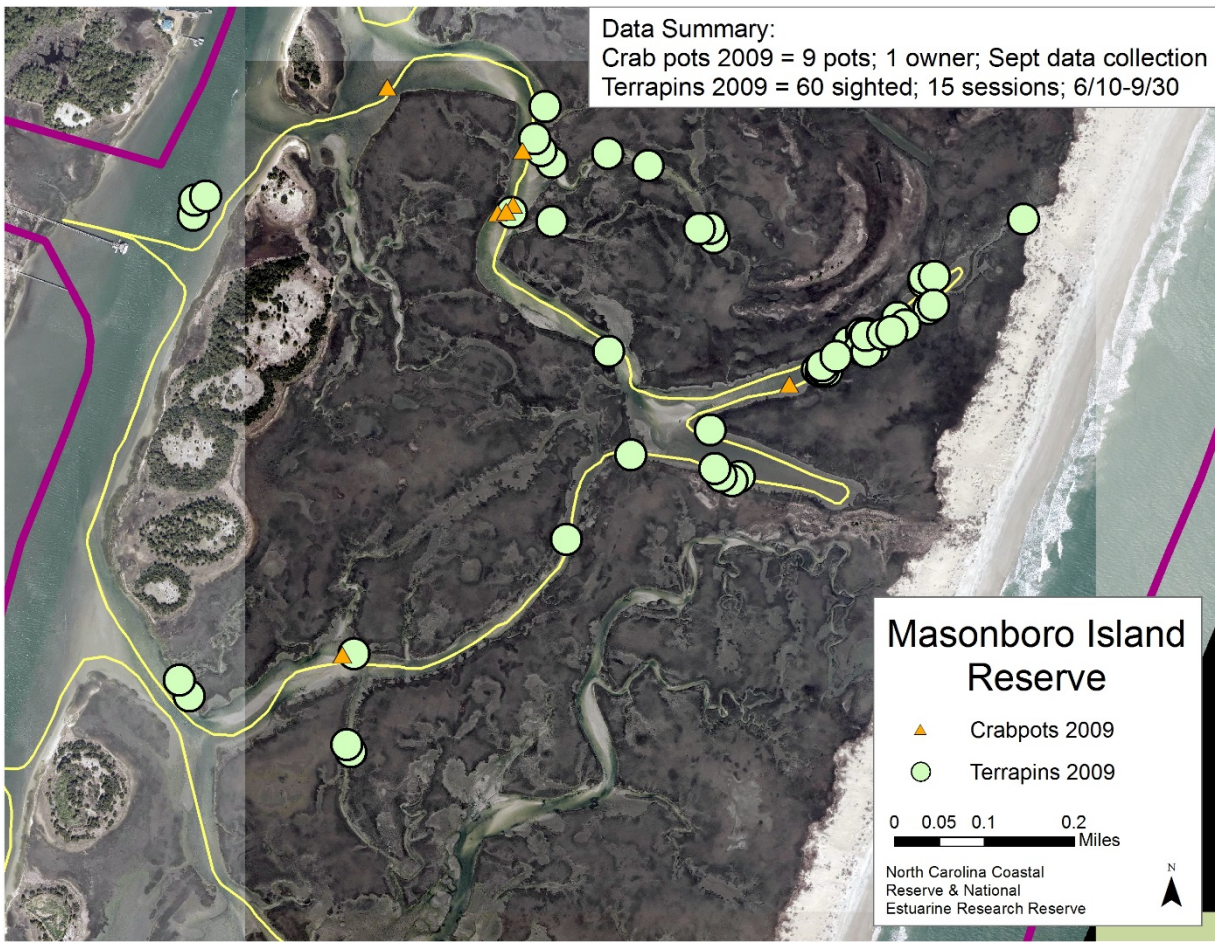 Data Summary:
Crab pots 2009 = 9 pots; 1 owner; Sept data collection
Terrapins 2009 = 60 sighted; 15 sessions; 6/10-9/30
Masonboro Island
Reserve
Crabpots 2009
Terrapins 2009
0 0.05 0.1 0.2
Miles
North Carolina Coastal
Reserve & National
Estuarine Research Reserve
N